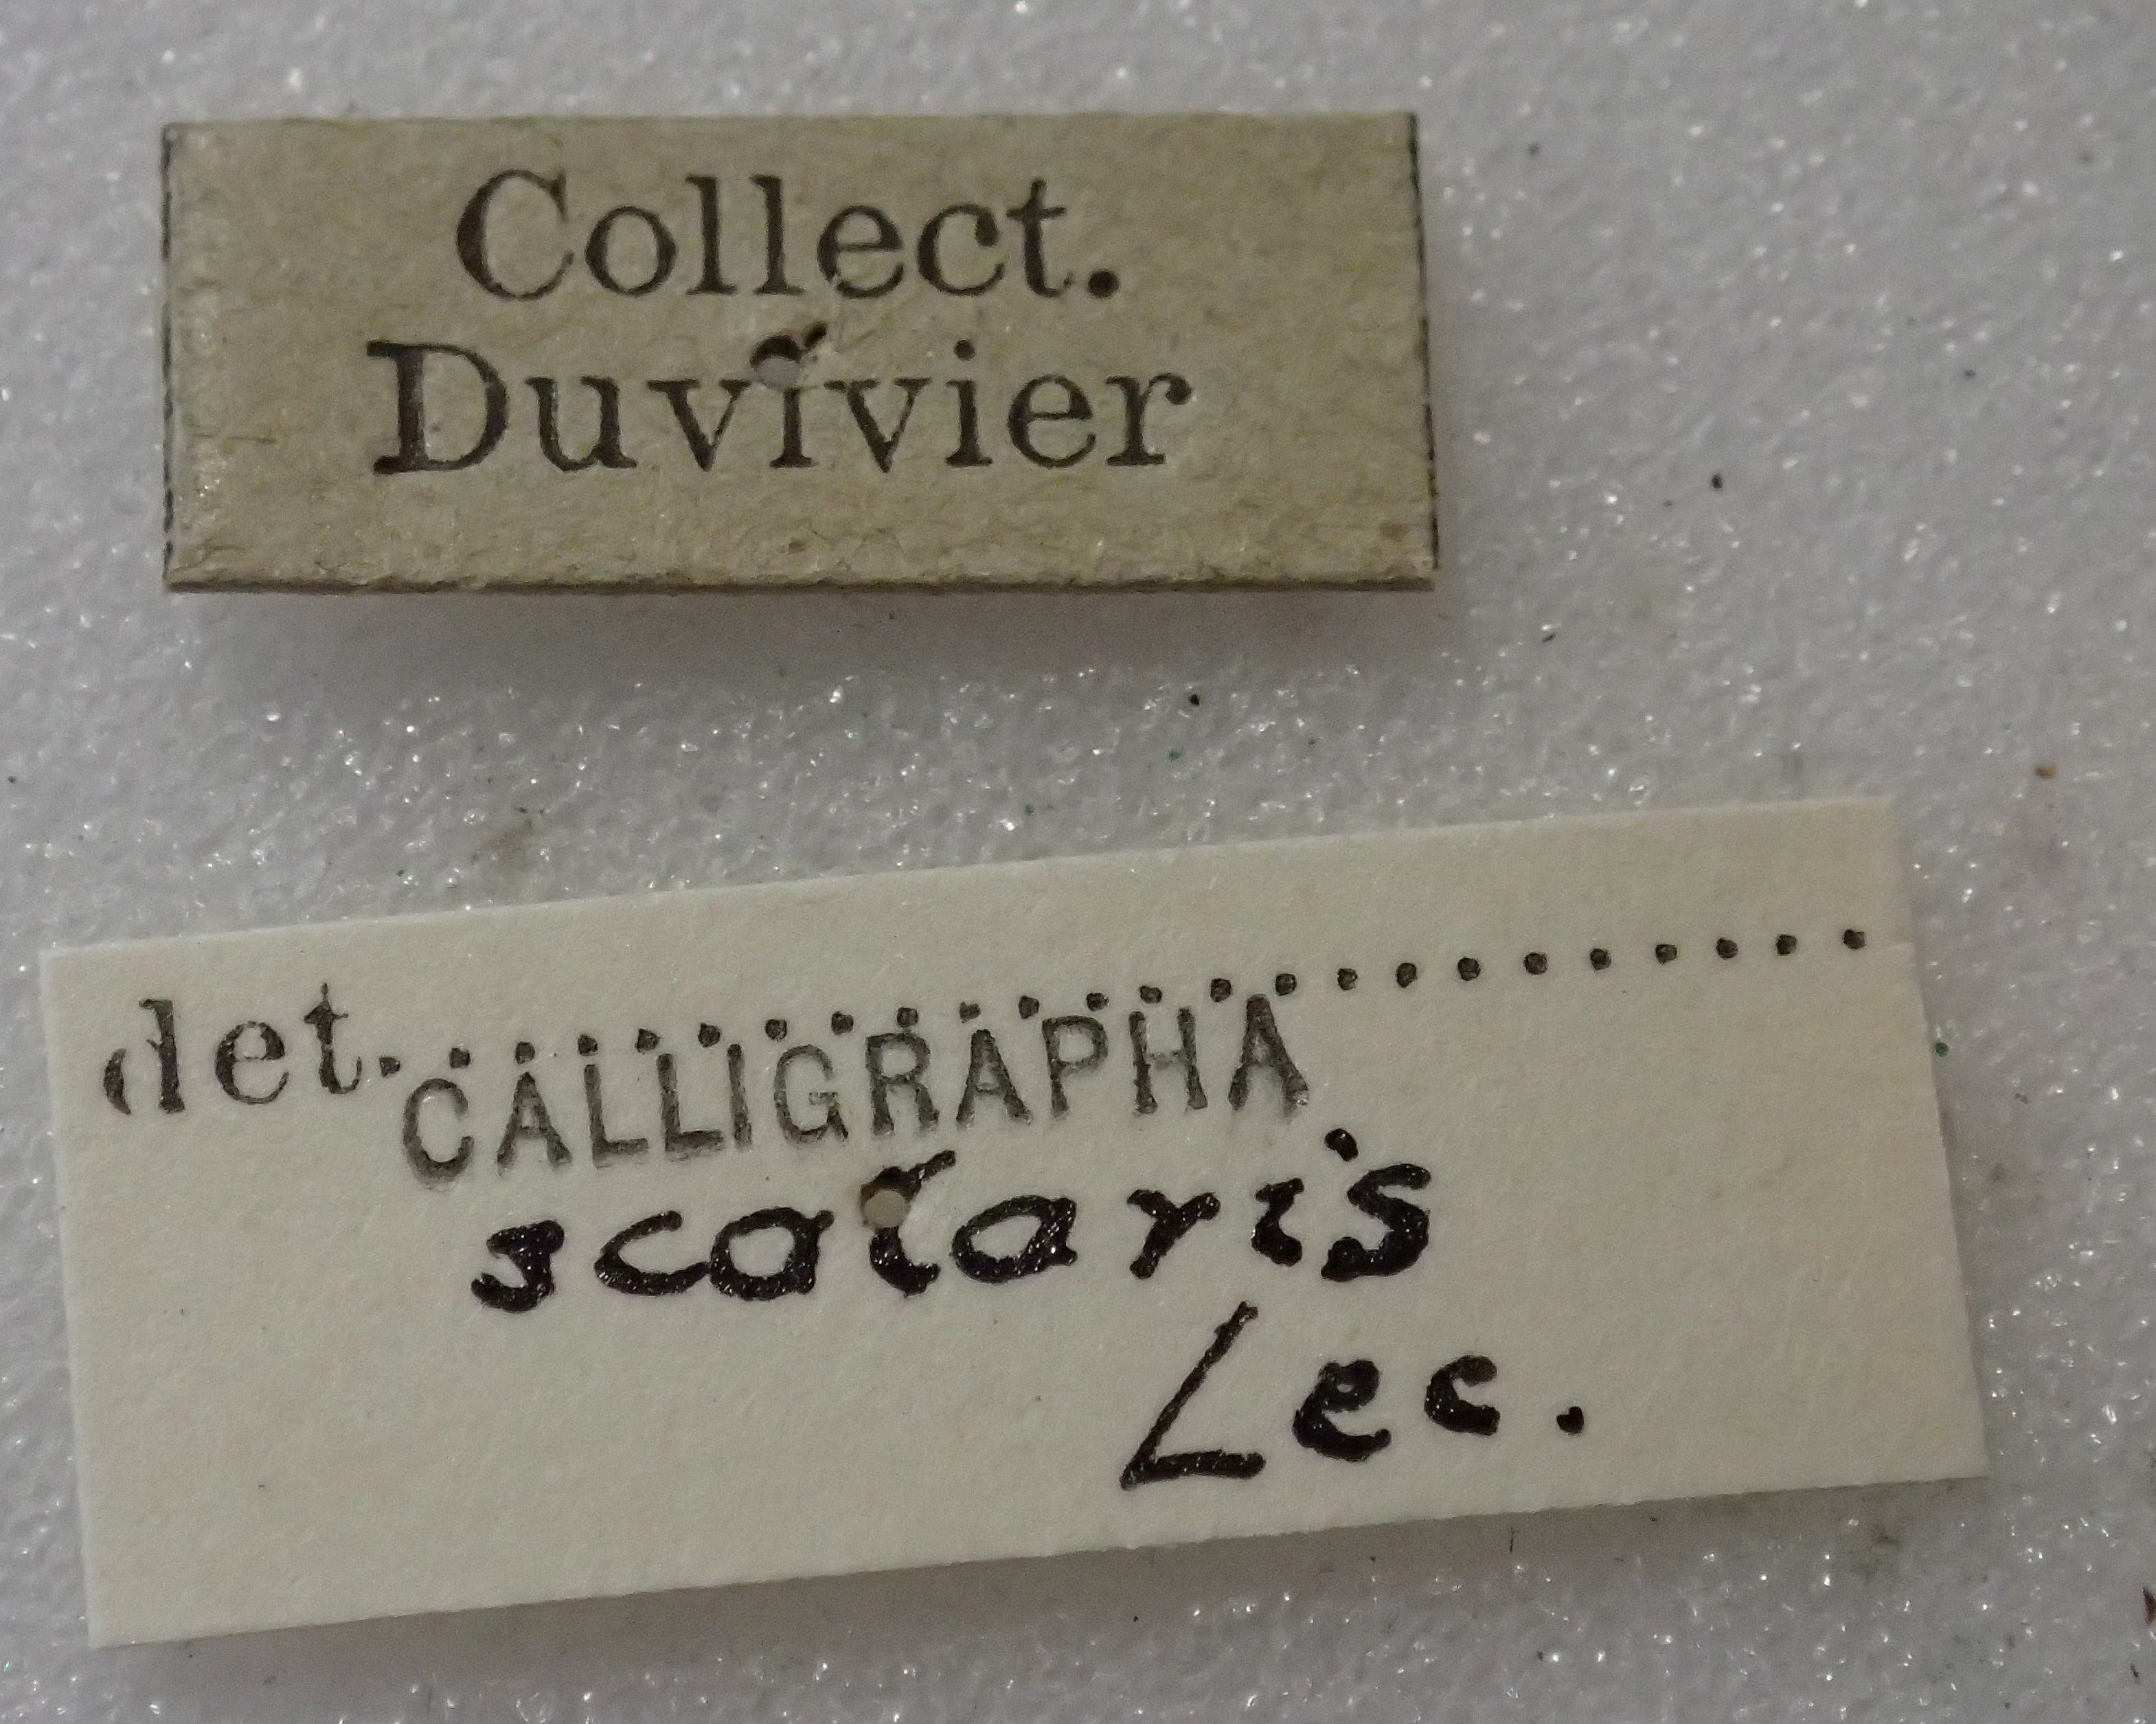 Collect.
Duvivier
det. ........................
CALLIGRAPHA
scalaris
Lec.